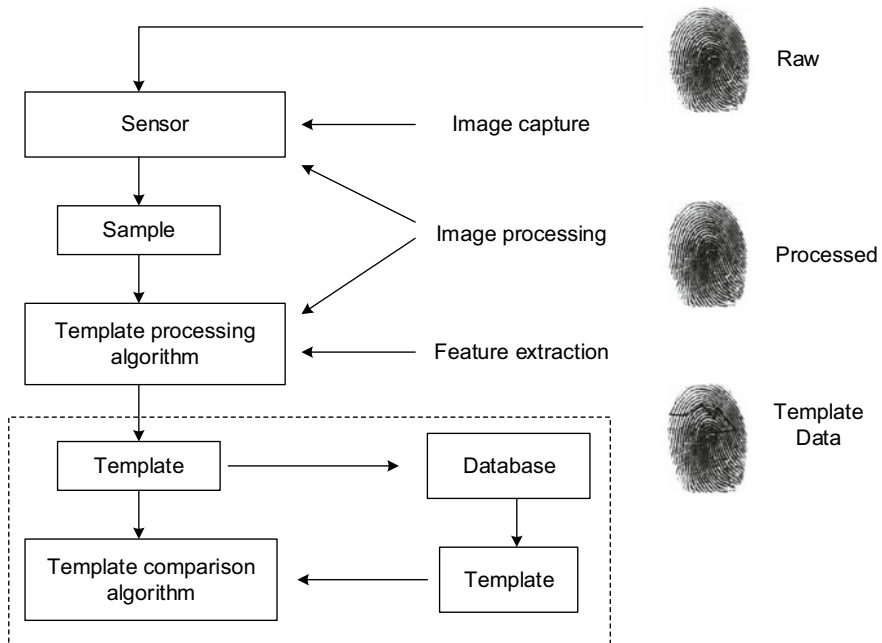 Raw
Sensor
Image capture
Sample
Image processing
Processed
Template processing
algorithm
Feature extraction
Template
Data
Template
Database
Template comparison
algorithm
Template